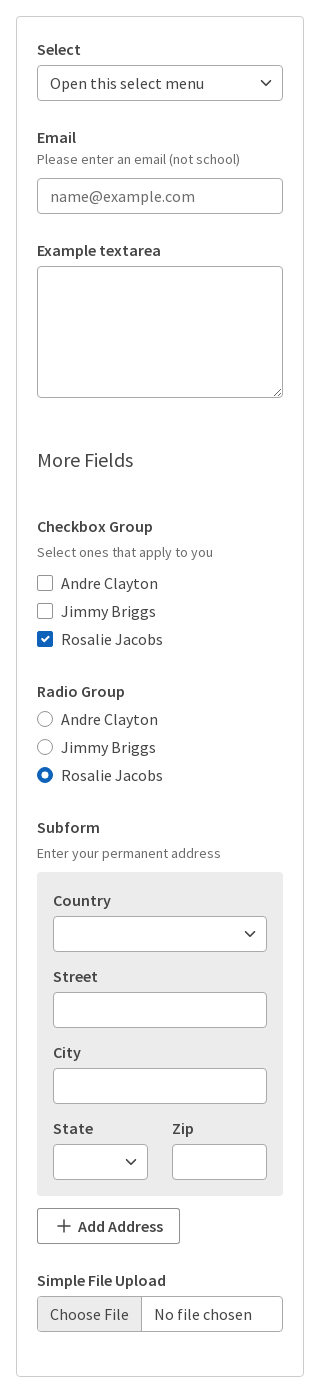 Select
Open this select menu
Email
Please enter an email (not school)
name@example.com
Example textarea
More Fields
Checkbox Group
Select ones that apply to you
Andre Clayton
Jimmy Briggs
Rosalie Jacobs
Radio Group
Andre Clayton
Jimmy Briggs
Rosalie Jacobs
Subform
Enter your permanent address
Country
Street
City
State Zip
Add Address
Simple File Upload
Choose File No file chosen